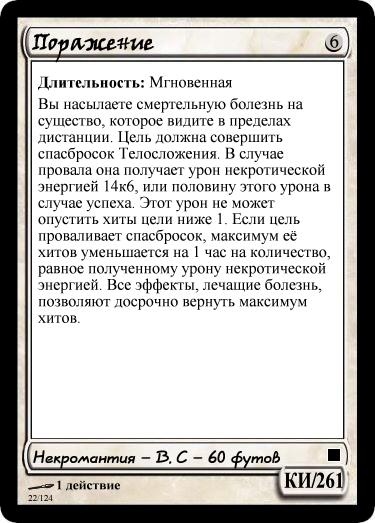 Поражение 6
Длительность: Мгновенная
Вы насылаете смертельную болезнь на
существо, которое видите в пределах
дистанции. Цель должна совершить
спасбросок Телосложения. В случае
провала она получает урон некротической
энергией 14к6, или половину этого урона в
случае успеха. Этот урон не может
опустить хиты цели ниже 1. Если цель
проваливает спасбросок, максимум её
хитов уменьшается на 1 час на количество,
равное полученному урону некротической
энергией. Все эффекты, лечащие болезнь,
позволяют досрочно вернуть максимум
хитов.
Некромантия – В, С – 60 футов
1 действие
КИ/261
22/124